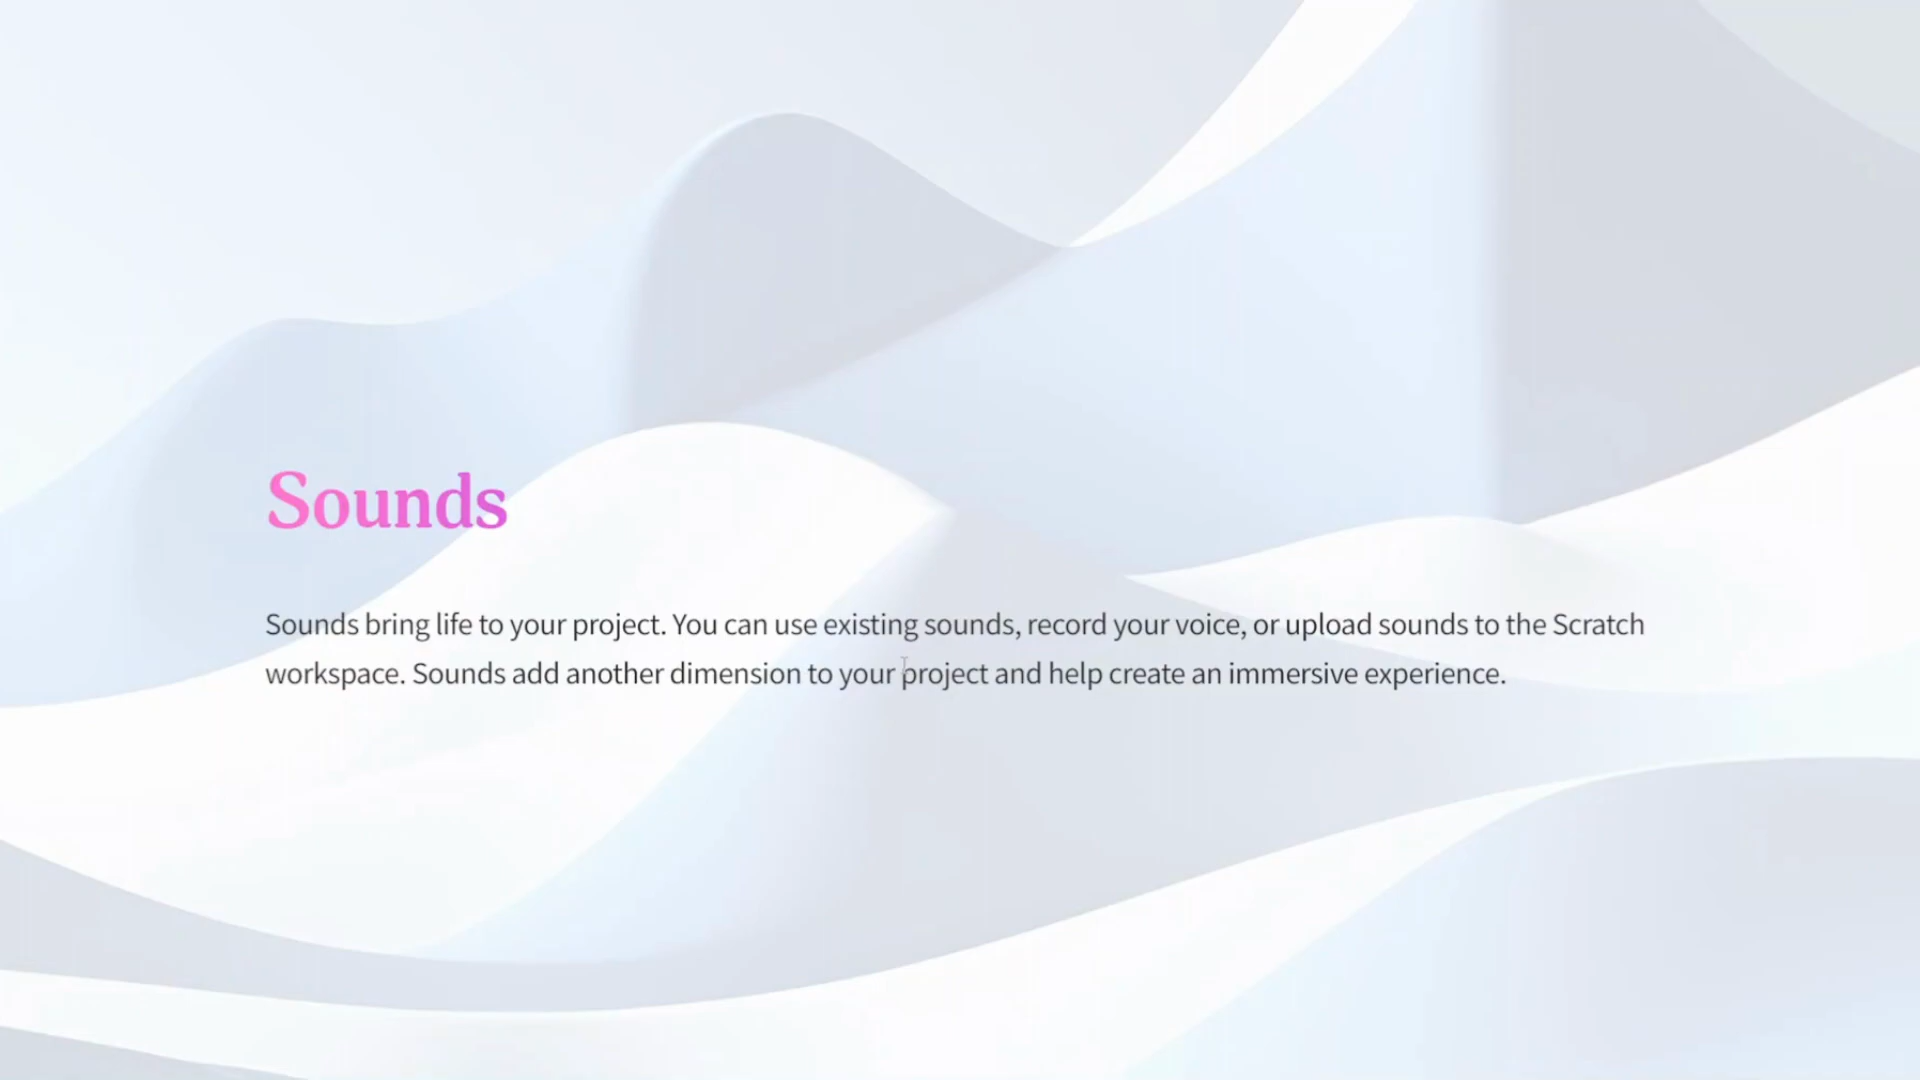 Sounds
Sounds bring life to your project. You can use existing sounds, record your voice, or upload sounds to the Scratch
workspace. Sounds add another dimension to your project and help create an immersive experience.